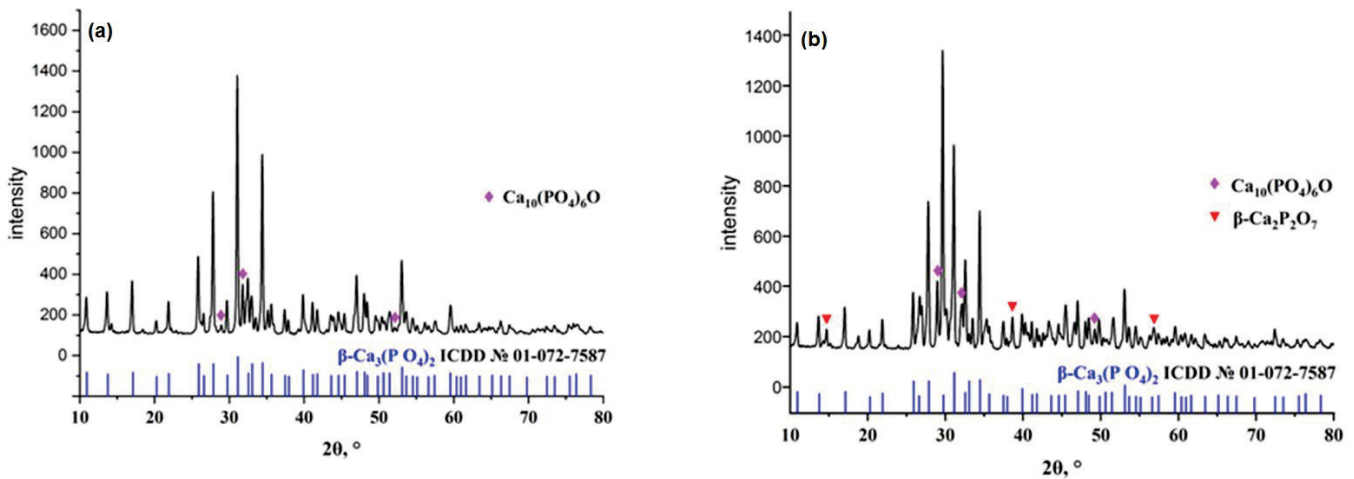 (a)
1600
1400
1200
1000
800
600
400
200
0
intensity
Ca10(PO4)6O
β-Ca3(P O4)2 ICDD № 01-072-7587
10 20 30 40 50 60 70 80
2θ, °
(b)
1400
1200
1000
800
600
400
200
0
intensity
Ca10(PO4)6O
β-Ca2P2O7
β-Ca3(P O4)2 ICDD № 01-072-7587
10 20 30 40 50 60 70 80
2θ, °